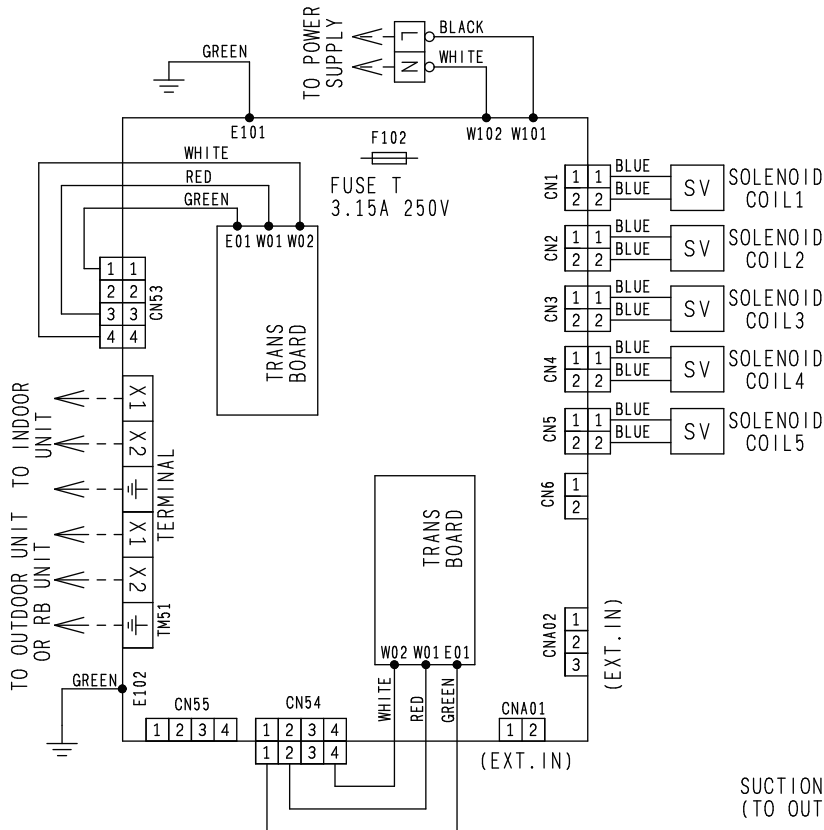 TO POWER
SUPPLY
L
N
BLACK
WHITE
GREEN
E101
F102
W102 W101
FUSE T
3.15A 250V
WHITE
RED
GREEN
E01 W01 W02
TRANS
BOARD
1 1
2 2
3 3
4 4
CN53
CN1
1 1
2 2
BLUE
BLUE
SV
SOLENOID
COIL1
CN2
1 1
2 2
BLUE
BLUE
SV
SOLENOID
COIL2
CN3
1 1
2 2
BLUE
BLUE
SV
SOLENOID
COIL3
CN4
1 1
2 2
BLUE
BLUE
SV
SOLENOID
COIL4
CN5
1 1
2 2
BLUE
BLUE
SV
SOLENOID
COIL5
CN6
1
2
TO INDOOR
UNIT
X1
X2
TERMINAL
TO OUTDOOR UNIT
OR RB UNIT
X1
X2
TM51
TRANS
BOARD
W02 W01 E01
WHITE
RED
GREEN
CNA02
1
2
3
(EXT.IN)
GREEN
E102
CN55
1 2 3 4
CN54
1 2 3 4
1 2 3 4
CNA01
1 2
(EXT.IN)
SUCTION
(TO OUT